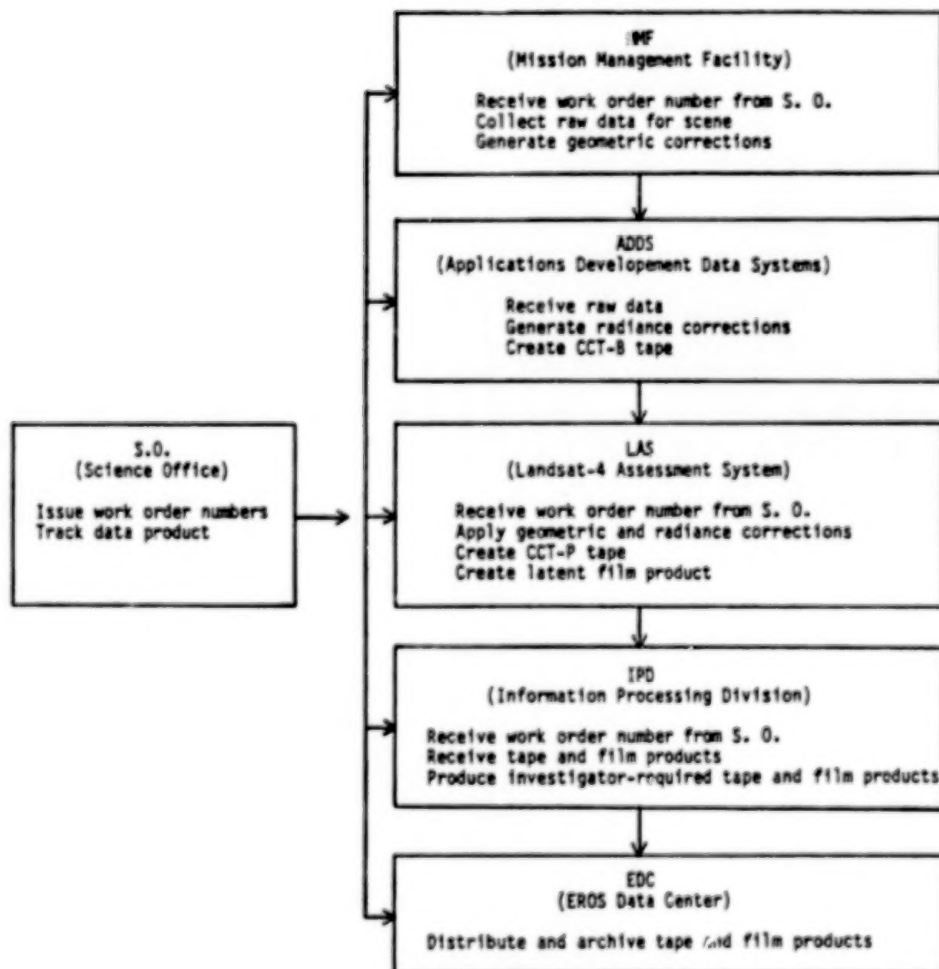 MMF
(Mission Management Facility)
Receive work order number from S. O.
Collect raw data for scene
Generate geometric corrections
ADDS
(Applications Developement Data Systems)
Receive raw data
Generate radiance corrections
Create CCT-B tape
S.O.
(Science Office)
Issue work order numbers
Track data product
LAS
(Landsat-4 Assessment System)
Receive work order number from S. O.
Apply geometric and radiance corrections
Create CCT-P tape
Create latent film product
IPD
(Information Processing Division)
Receive work order number from S. O.
Receive tape and film products
Produce investigator-required tape and film products
EDC
(EROS Data Center)
Distribute and archive tape and film products